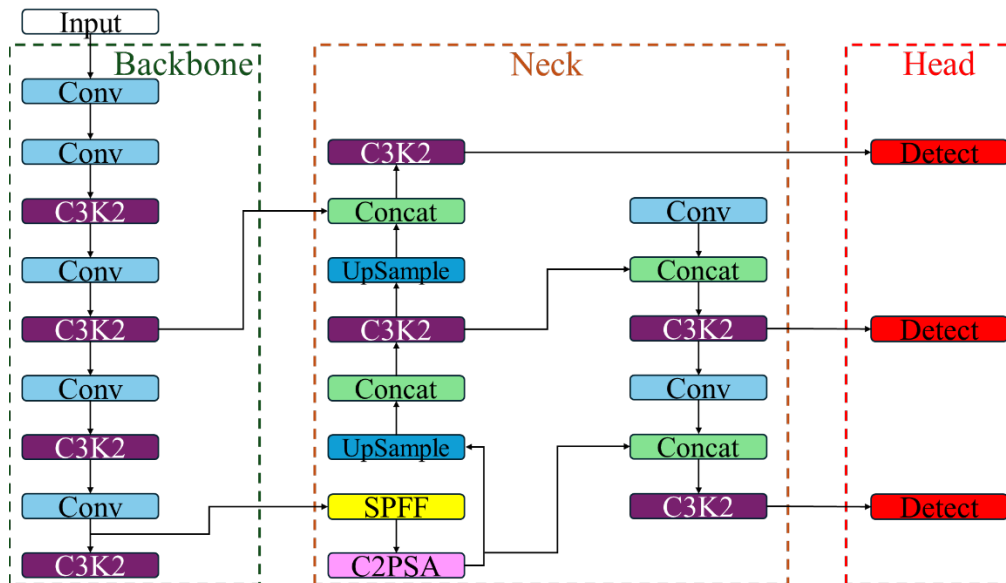 Input
Backbone
Conv
Conv
C3K2
Conv
C3K2
Conv
C3K2
Conv
C3K2
Neck
C3K2
Concat
UpSample
C3K2
Concat
UpSample
SPFF
C2PSA
Conv
Concat
C3K2
Conv
Concat
C3K2
Head
Detect
Detect
Detect